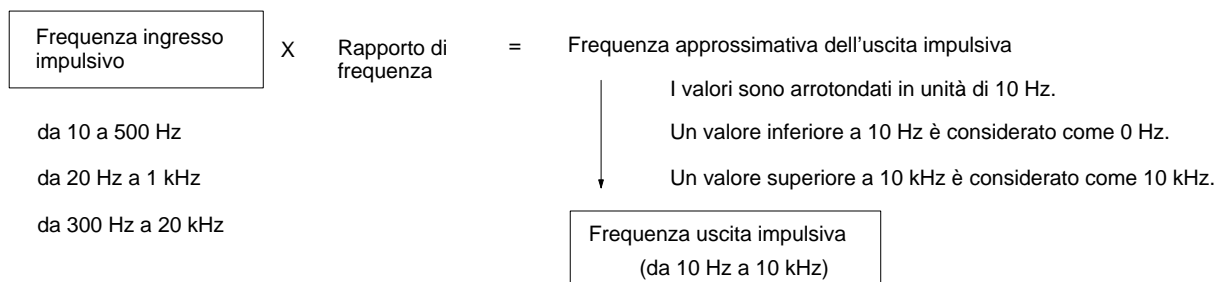 Frequenza ingresso
impulsivo
X
Rapporto di
frequenza
=
Frequenza approssimativa dell'uscita impulsiva
I valori sono arrotondati in unità di 10 Hz.
da 10 a 500 Hz
Un valore inferiore a 10 Hz è considerato come 0 Hz.
da 20 Hz a 1 kHz
Un valore superiore a 10 kHz è considerato come 10 kHz.
da 300 Hz a 20 kHz
Frequenza uscita impulsiva
(da 10 Hz a 10 kHz)